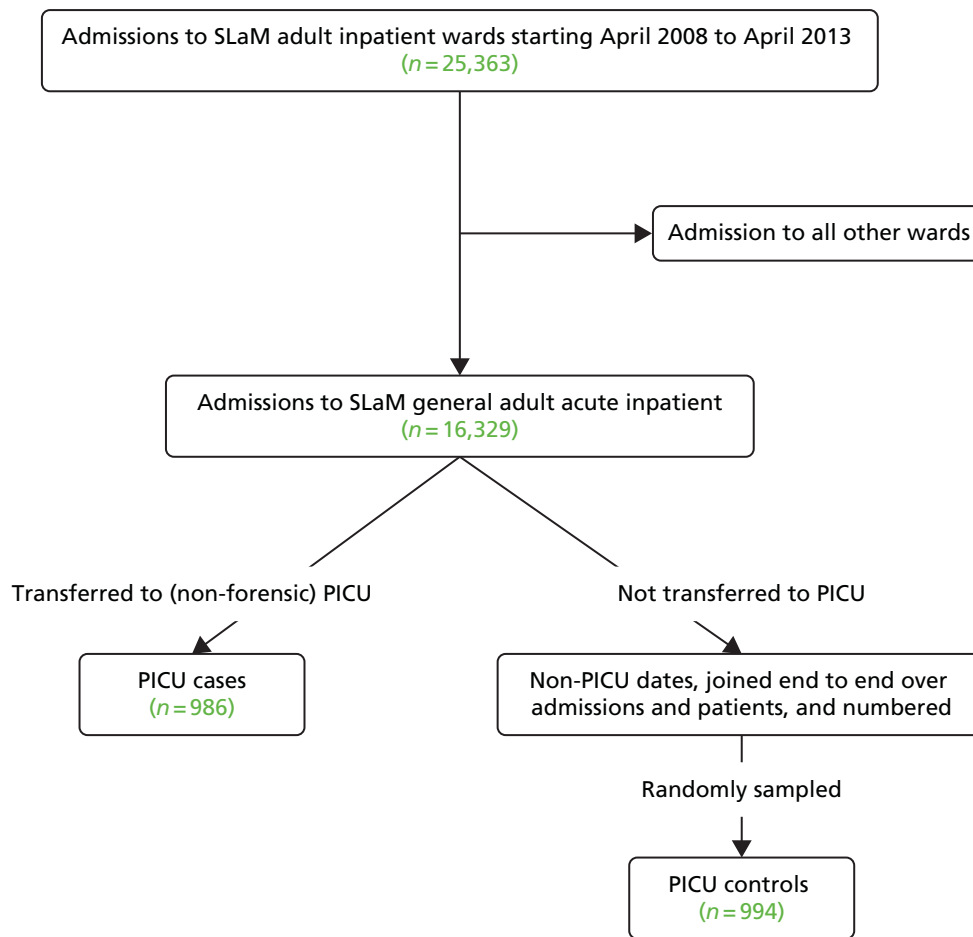 Admissions to SLaM adult inpatient wards starting April 2008 to April 2013
(n = 25,363)
Admission to all other wards
Admissions to SLaM general adult acute inpatient
(n = 16,329)
Transferred to (non-forensic) PICU
Not transferred to PICU
PICU cases
(n = 986)
Non-PICU dates, joined end to end over
admissions and patients, and numbered
Randomly sampled
PICU controls
(n = 994)